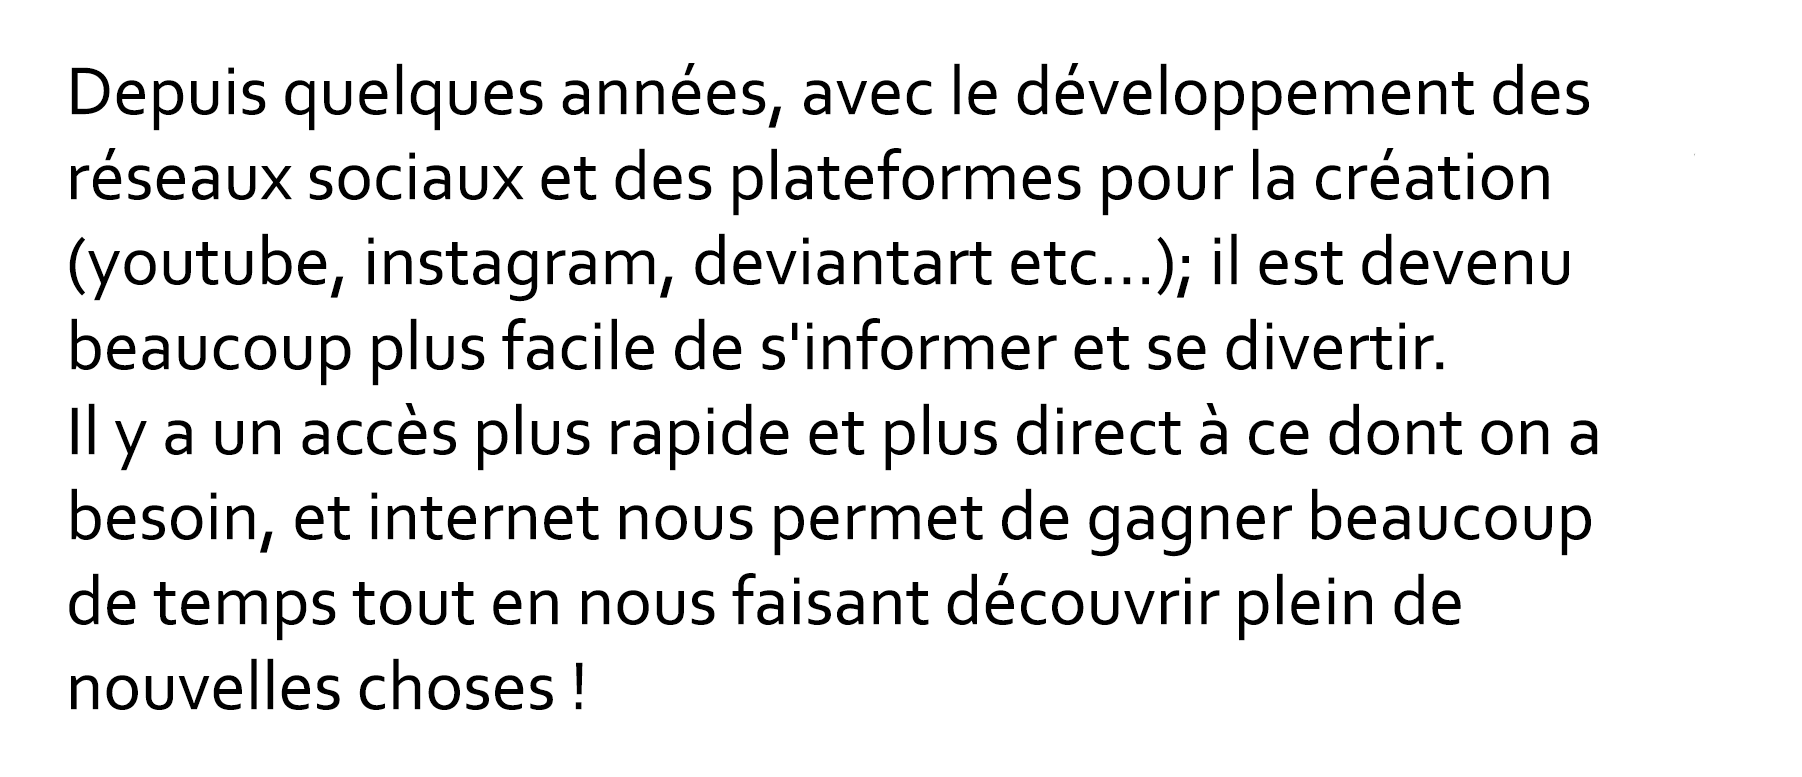 Depuis quelques années, avec le développement des
réseaux sociaux et des plateformes pour la création
(youtube, instagram, deviantart etc...); il est devenu
beaucoup plus facile de s'informer et se divertir.
Il y a un accès plus rapide et plus direct à ce dont on a
besoin, et internet nous permet de gagner beaucoup
de temps tout en nous faisant découvrir plein de
nouvelles choses !